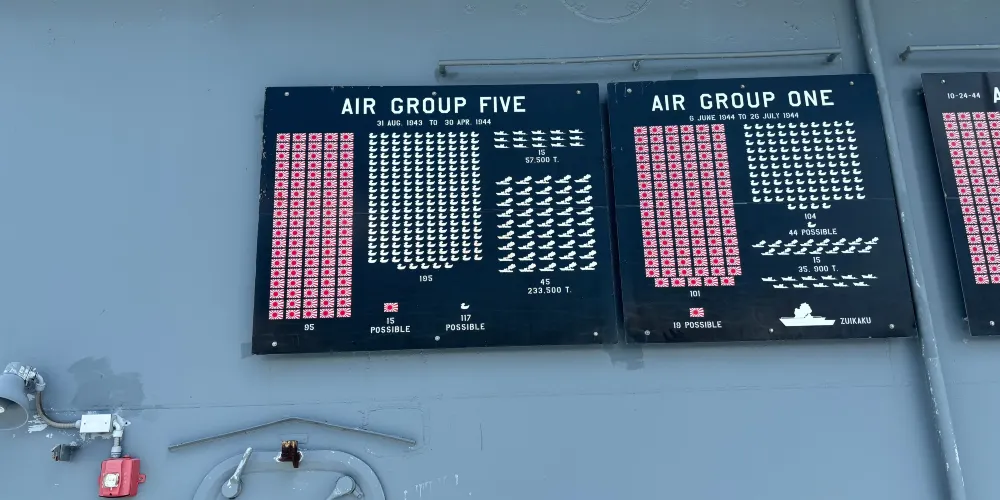 AIR GROUP FIVE
31 AUG. 1943 TO 30 APR. 1944
15
57.500 T.
45
233.500 T.
195
95
15
POSSIBLE
117
POSSIBLE
AIR GROUP ONE
6 JUNE 1944 TO 26 JULY 1944
104
44 POSSIBLE
15
35. 900 T.
101
19 POSSIBLE
ZUIKAKU
10-24-44
A